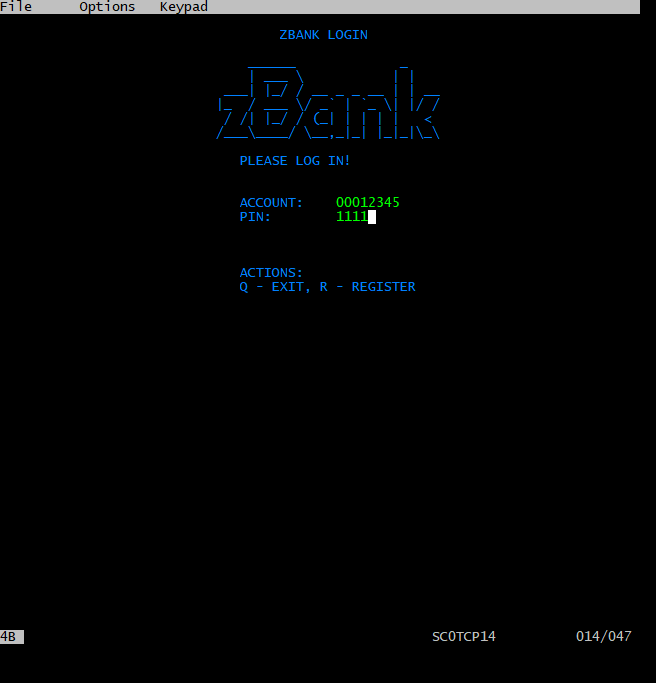 File Options Keypad
ZBANK LOGIN
zBank
PLEASE LOG IN!
ACCOUNT: 00012345
PIN: 1111
ACTIONS:
Q - EXIT, R - REGISTER
4B SC0TCP14 014/047